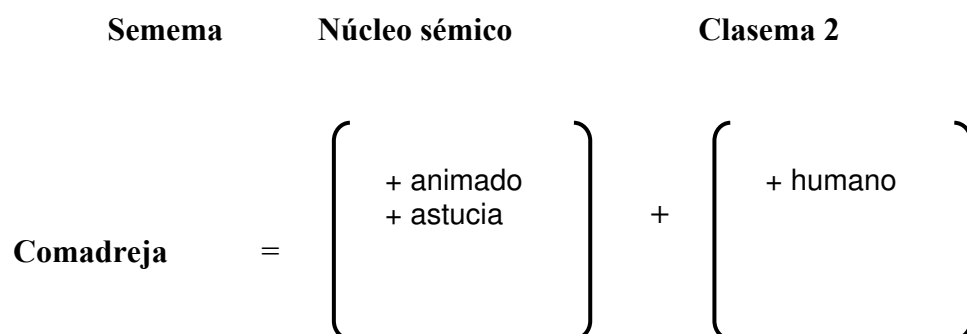 Semema Núcleo sémico Clasema 2
+ animado + humano
+ astucia +
Comadreja =